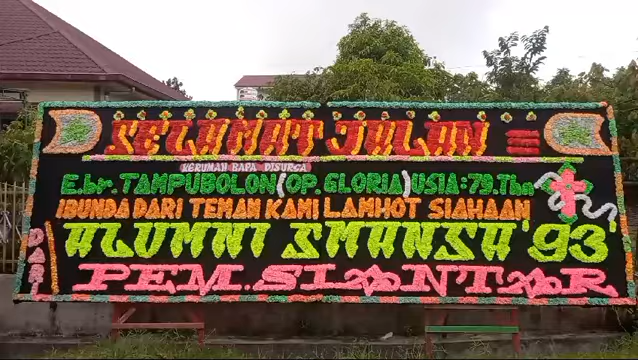 SELAMAT JALAN =
KERUMAH BAPA DISURGA
E.br. TAMPUBOLON (OP. GLORIA) USIA: 79.Thn
IBUNDA DARI TEMAN KAMI LAMHOT SIAHAAN
DARI
ALUMNI SMANSA '93
PEM. SIANTAR